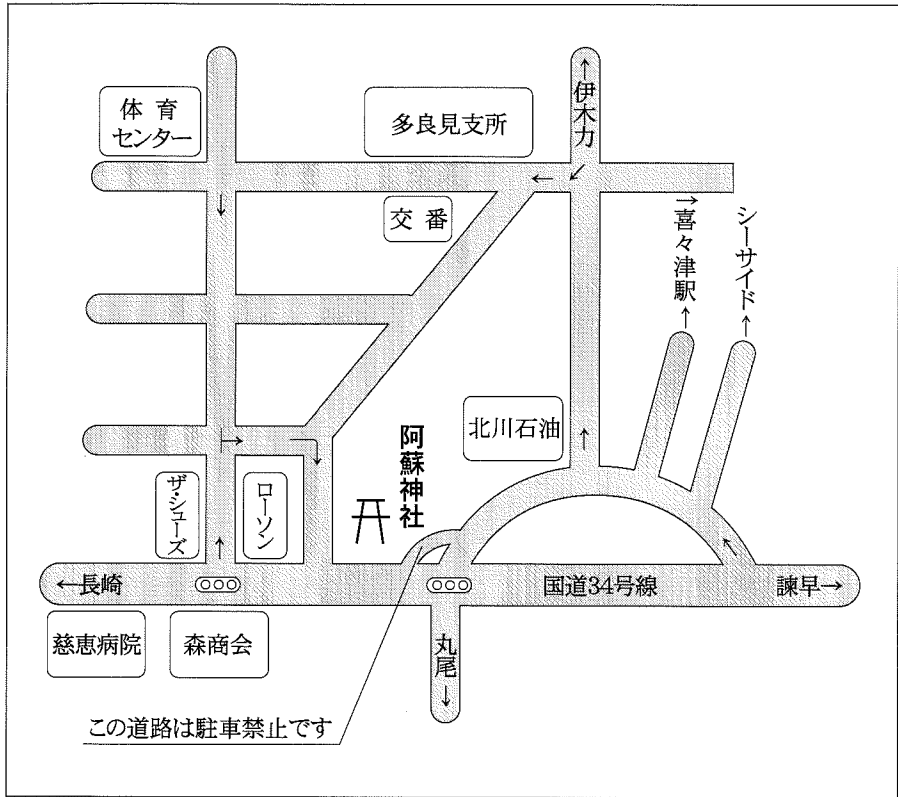 体育
センター
多良見支所
←伊木力
交番
→喜々津駅→
シーサイド→
北川石油
阿蘇神社
ザ・シューズ
ローソン
←長崎
国道34号線
諫早→
慈恵病院
森商会
丸尾→
この道路は駐車禁止です